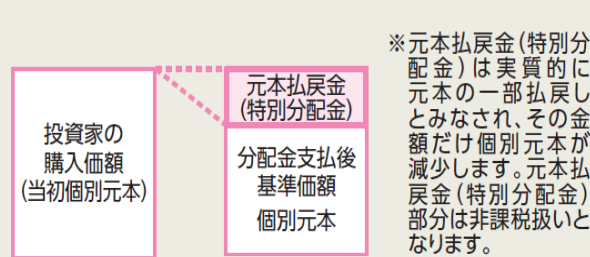 投資家の
購入価額
(当初個別元本)
元本払戻金
(特別分配金)
分配金支払後
基準価額
個別元本
※元本払戻金(特別分
配金)は実質的に
元本の一部払戻し
とみなされ、その金
額だけ個別元本が
減少します。元本払
戻金(特別分配金)
部分は非課税扱いと
なります。